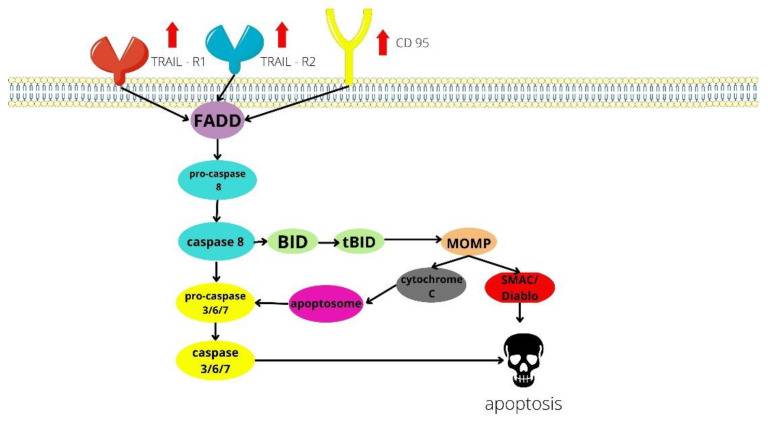 CD 95
TRAIL - R1
TRAIL - R2
FADD
pro-caspase
8
caspase 8
BID
tBID
MOMP
cytochrome
C
SMAC/
Diablo
pro-caspase
3/6/7
apoptosome
caspase
3/6/7
apoptosis